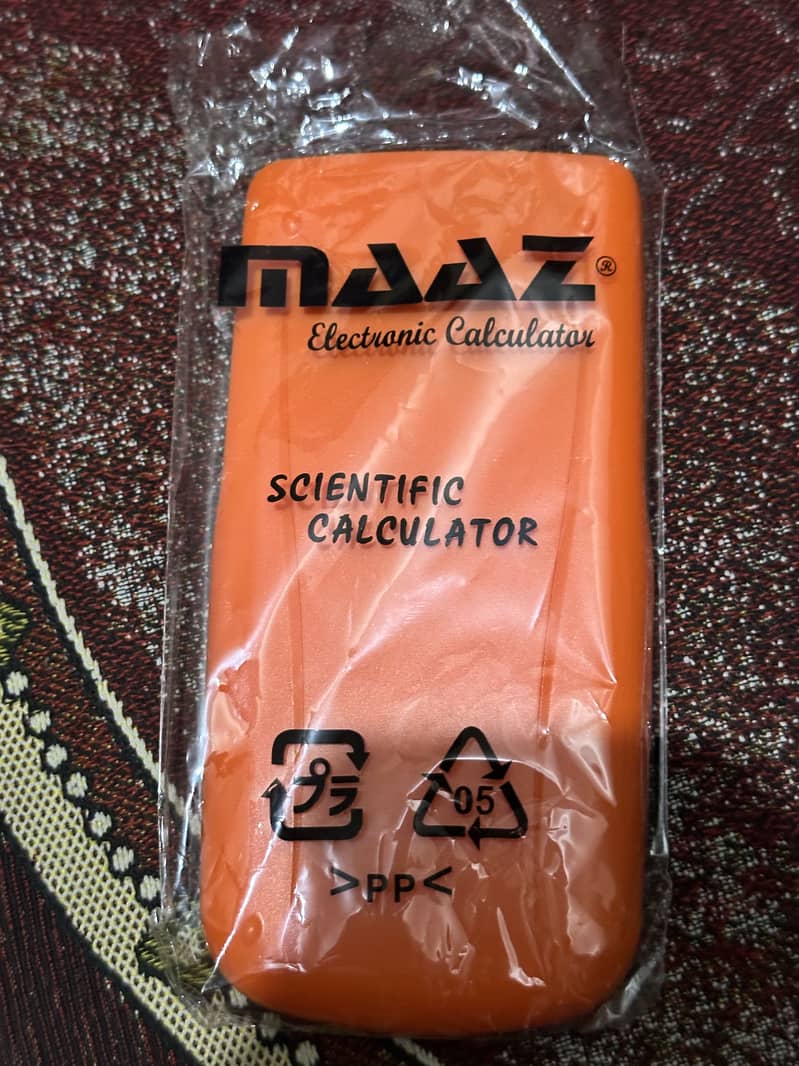 MAAZ®
Electronic Calculator
SCIENTIFIC
CALCULATOR
プラ 05
>PP<